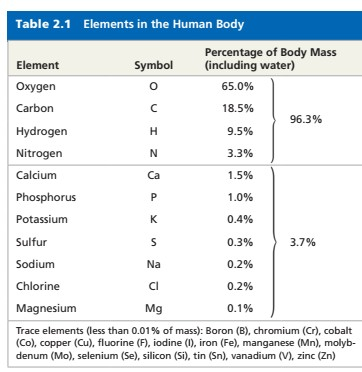 Table 2.1 Elements in the Human Body
Percentage of Body Mass
Element Symbol (including water)
Oxygen O 65.0%
Carbon C 18.5%
96.3%
Hydrogen H 9.5%
Nitrogen N 3.3%
Calcium Ca 1.5%
Phosphorus P 1.0%
Potassium K 0.4%
Sulfur S 0.3% 3.7%
Sodium Na 0.2%
Chlorine Cl 0.2%
Magnesium Mg 0.1%
Trace elements (less than 0.01% of mass): Boron (B), chromium (Cr), cobalt
(Co), copper (Cu), fluorine (F), iodine (I), iron (Fe), manganese (Mn), molyb-
denum (Mo), selenium (Se), silicon (Si), tin (Sn), vanadium (V), zinc (Zn)